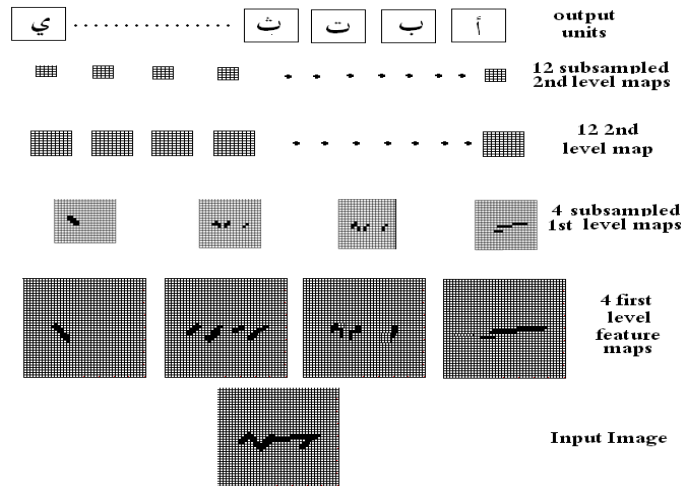 ي ث ت ب أ
output
units
12 subsampled
2nd level maps
12 2nd
level map
4 subsampled
1st level maps
4 first
level
feature
maps
Input Image